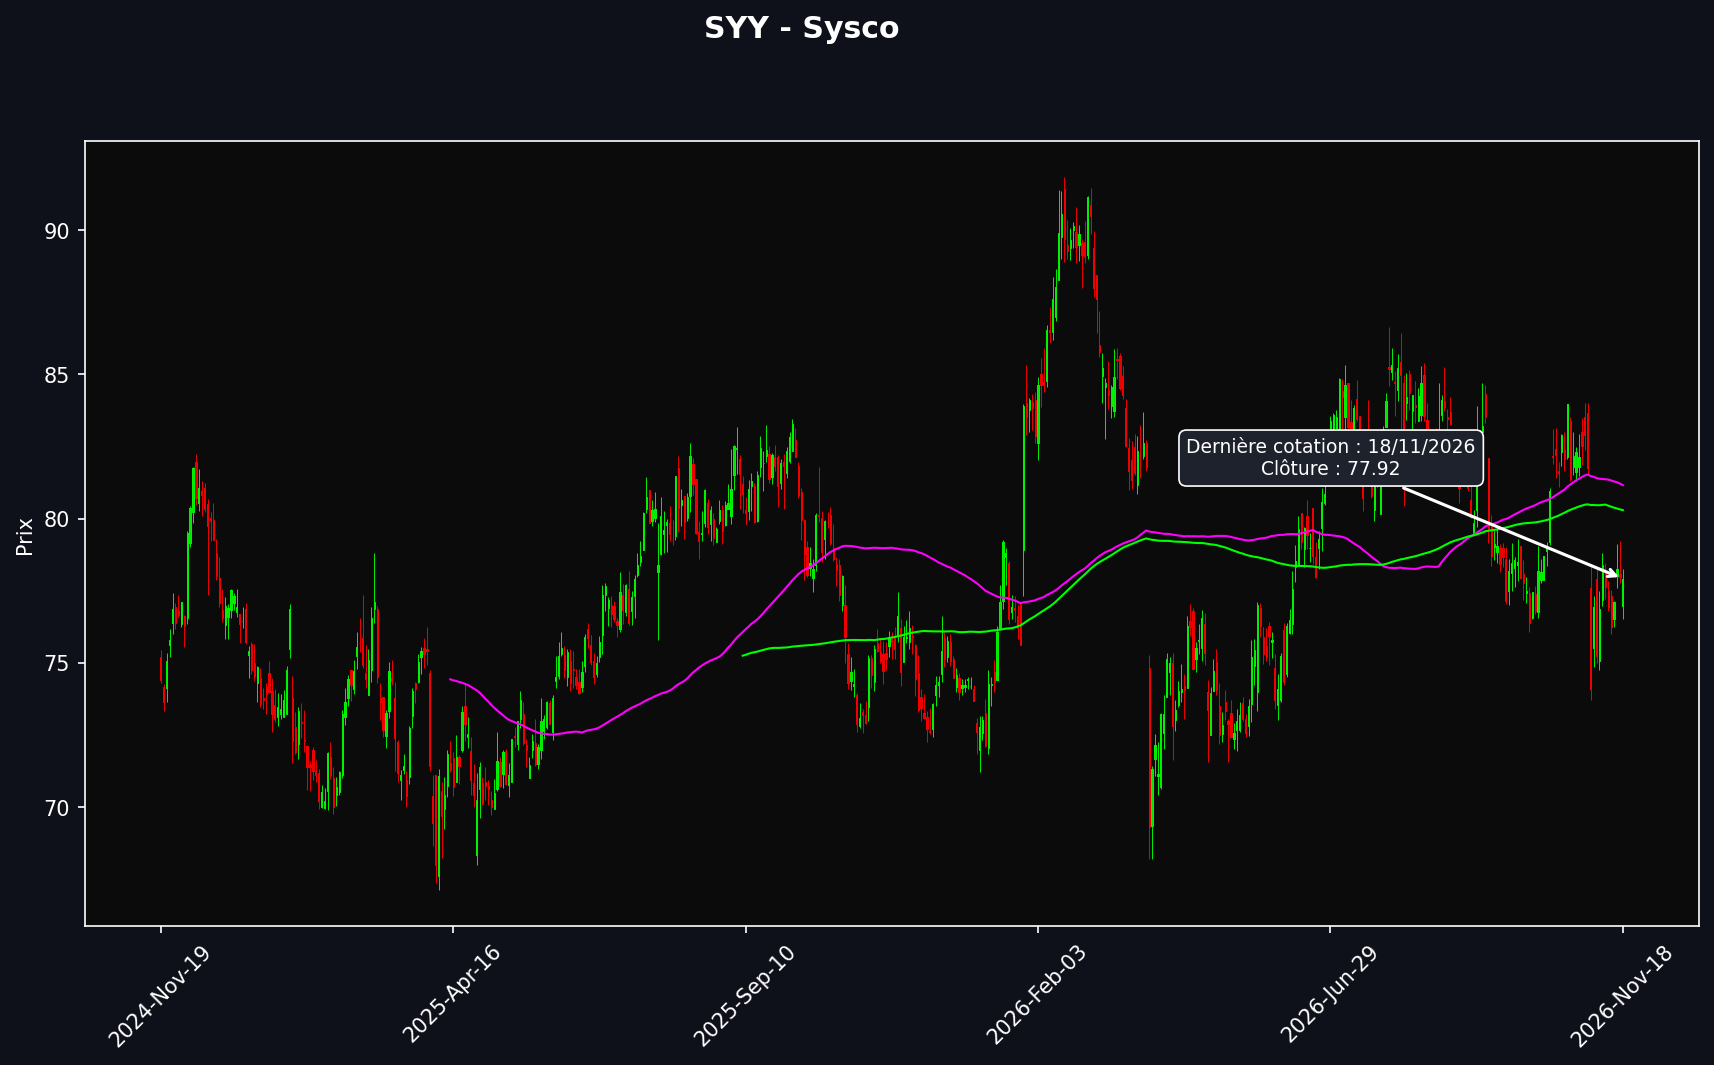 SYY - Sysco
Prix
90
85
80
75
70
Dernière cotation : 18/11/2026
Clôture : 77.92
2024-Nov-19
2025-Apr-16
2025-Sep-10
2026-Feb-03
2026-Jun-29
2026-Nov-18